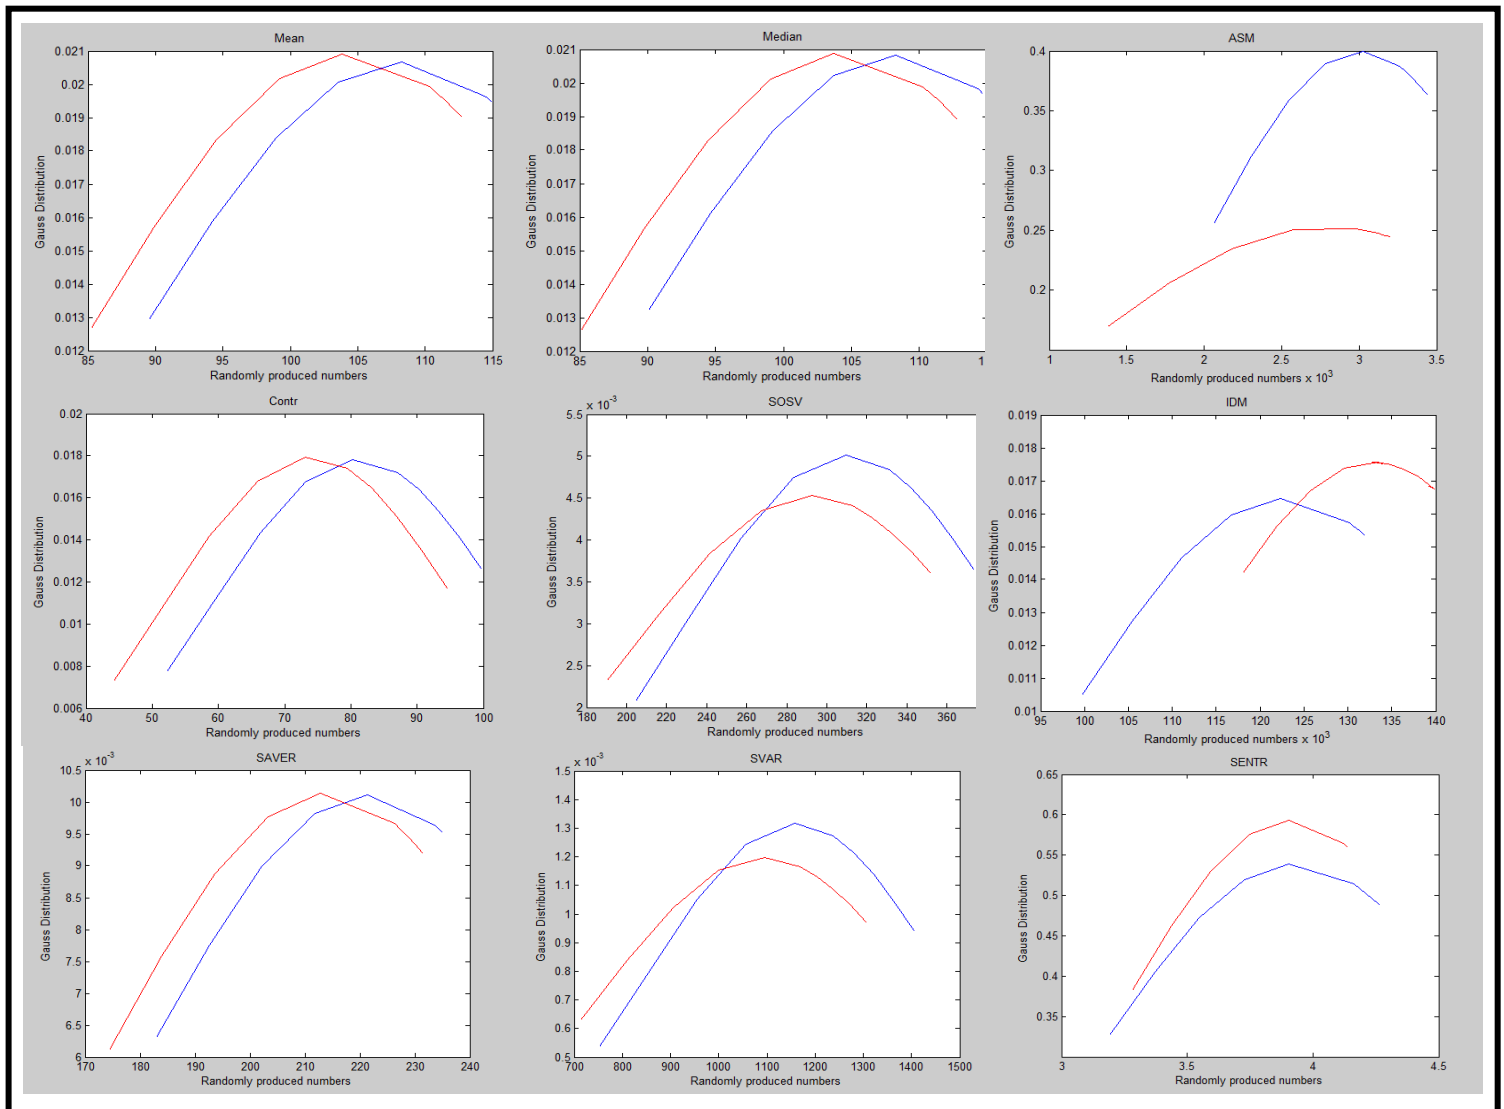 Mean
0.021
0.02
0.019
0.018
0.017
0.016
0.015
0.014
0.013
0.012
85 90 95 100 105 110 115
Gauss Distribution
Randomly produced numbers
Median
0.021
0.02
0.019
0.018
0.017
0.016
0.015
0.014
0.013
0.012
85 90 95 100 105 110 1
Gauss Distribution
Randomly produced numbers
ASM
0.4
0.35
0.3
0.25
0.2
1 1.5 2 2.5 3 3.5
Gauss Distribution
Randomly produced numbers x 10³
Contr
0.02
0.018
0.016
0.014
0.012
0.01
0.008
0.006
40 50 60 70 80 90 100
Gauss Distribution
Randomly produced numbers
SOSV
x 10⁻³
5.5
5
4.5
4
3.5
3
2.5
2
180 200 220 240 260 280 300 320 340 360
Gauss Distribution
Randomly produced numbers
IDM
0.019
0.018
0.017
0.016
0.015
0.014
0.013
0.012
0.011
0.01
95 100 105 110 115 120 125 130 135 140
Gauss Distribution
Randomly produced numbers x 10³
SAVER
x 10⁻³
10.5
10
9.5
9
8.5
8
7.5
7
6.5
6
170 180 190 200 210 220 230 240
Gauss Distribution
Randomly produced numbers
SVAR
x 10⁻³
1.5
1.4
1.3
1.2
1.1
1
0.9
0.8
0.7
0.6
0.5
700 800 900 1000 1100 1200 1300 1400 1500
Gauss Distribution
Randomly produced numbers
SENTR
0.65
0.6
0.55
0.5
0.45
0.4
0.35
3 3.5 4 4.5
Gauss Distribution
Randomly produced numbers